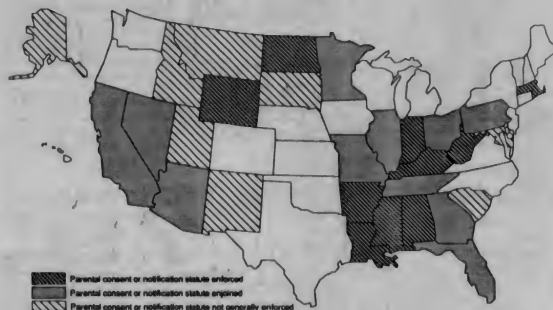 Parental consent or notification statute enforced
Parental consent or notification statute enjoined
Parental consent or notification statute not generally enforced